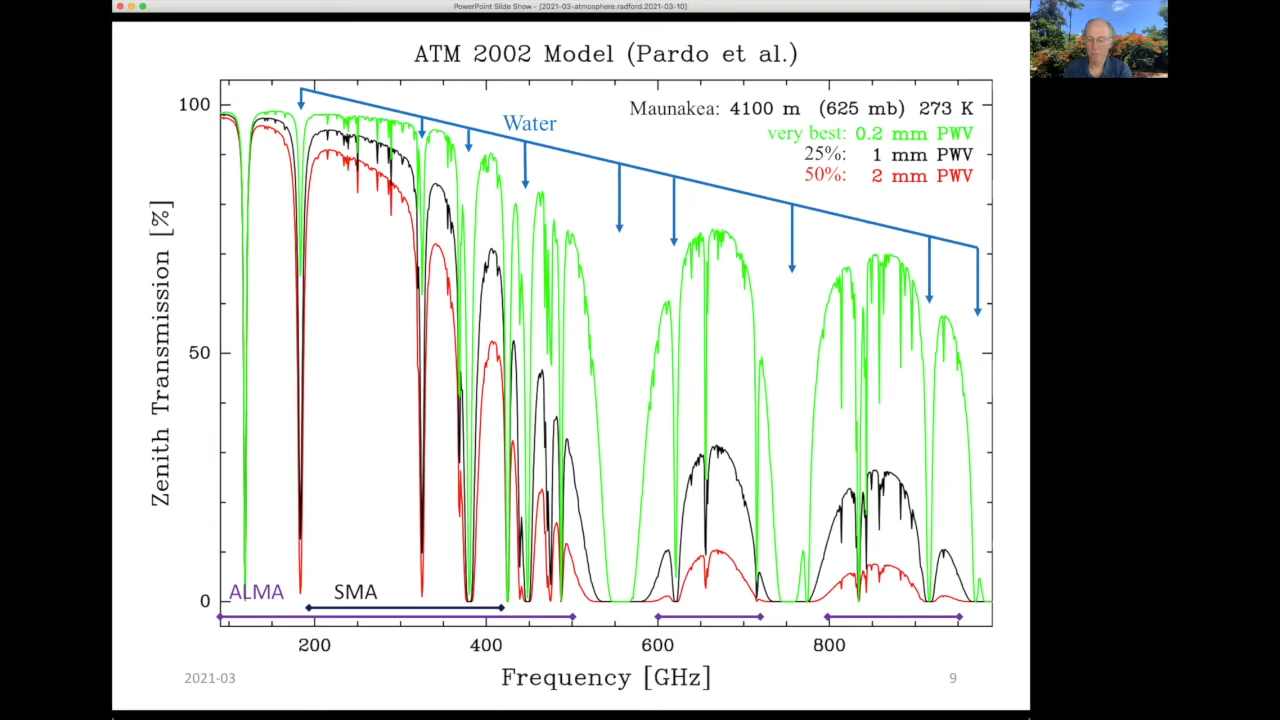 PowerPoint Slide Show - [2021-03-atmosphere.radford.2021-03-10]
ATM 2002 Model (Pardo et al.)
Maunakea: 4100 m (625 mb) 273 K
very best: 0.2 mm PWV
25%: 1 mm PWV
50%: 2 mm PWV
Water
Zenith Transmission [%]
100
50
0
ALMA
SMA
200
400
600
800
Frequency [GHz]
2021-03
9